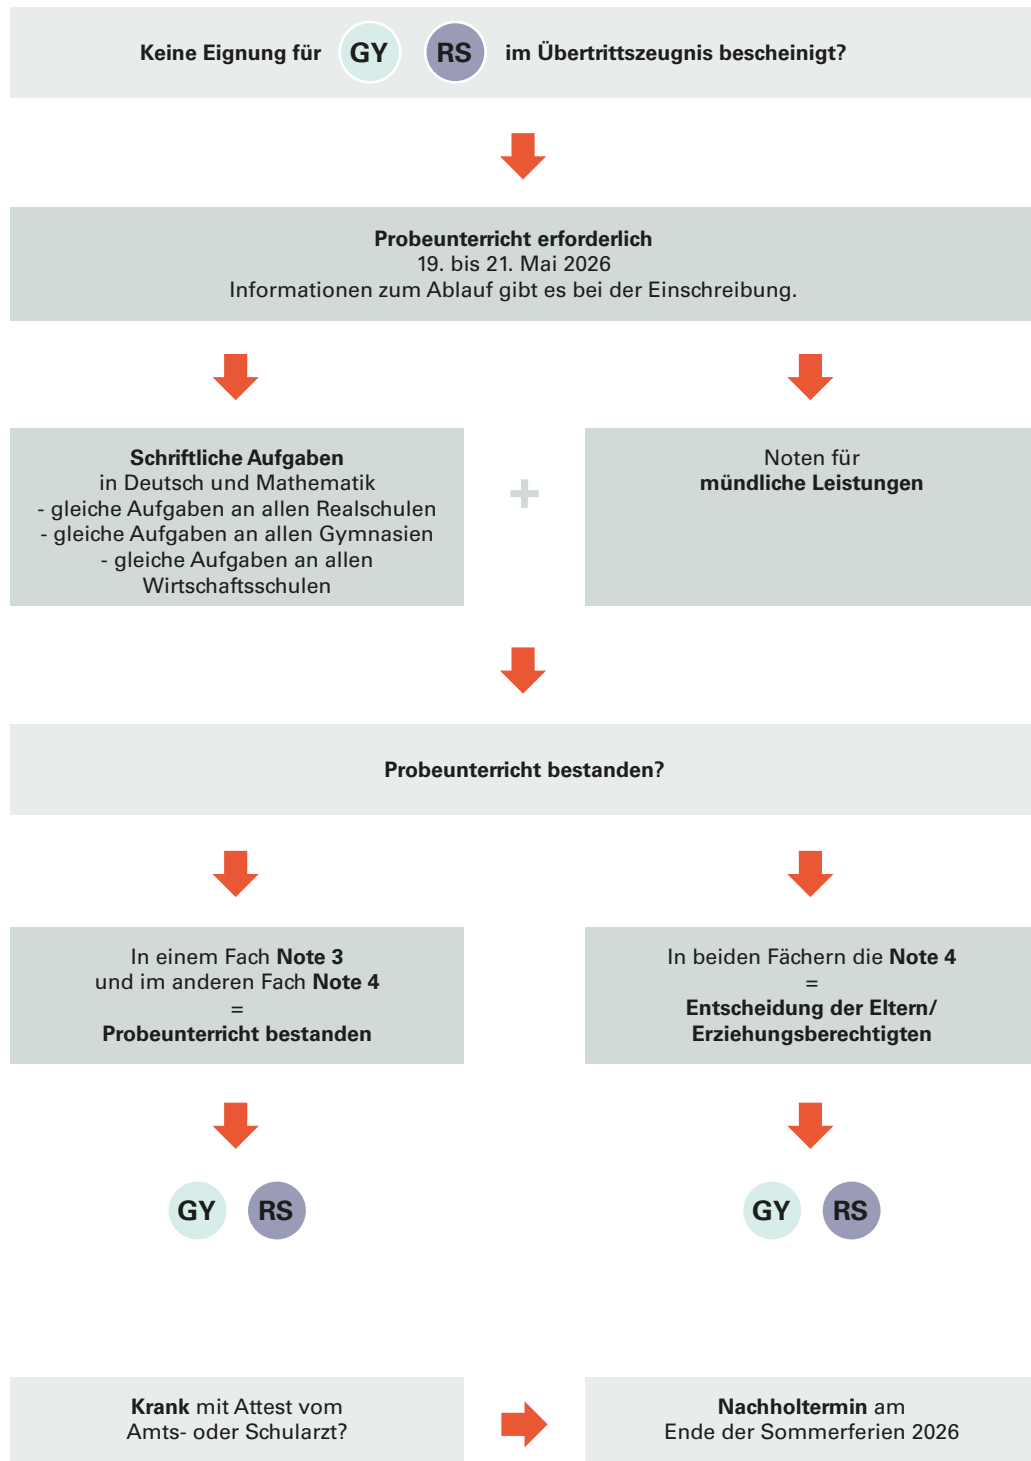 Keine Eignung für GY RS im Übertrittszeugnis bescheinigt?
Probeunterricht erforderlich
19. bis 21. Mai 2026
Informationen zum Ablauf gibt es bei der Einschreibung.
Schriftliche Aufgaben
in Deutsch und Mathematik
- gleiche Aufgaben an allen Realschulen
- gleiche Aufgaben an allen Gymnasien
- gleiche Aufgaben an allen
Wirtschaftsschulen
+
Noten für
mündliche Leistungen
Probeunterricht bestanden?
In einem Fach Note 3
und im anderen Fach Note 4
=
Probeunterricht bestanden
In beiden Fächern die Note 4
=
Entscheidung der Eltern/
Erziehungsberechtigten
GY RS
GY RS
Krank mit Attest vom
Amts- oder Schularzt?
Nachholtermin am
Ende der Sommerferien 2026